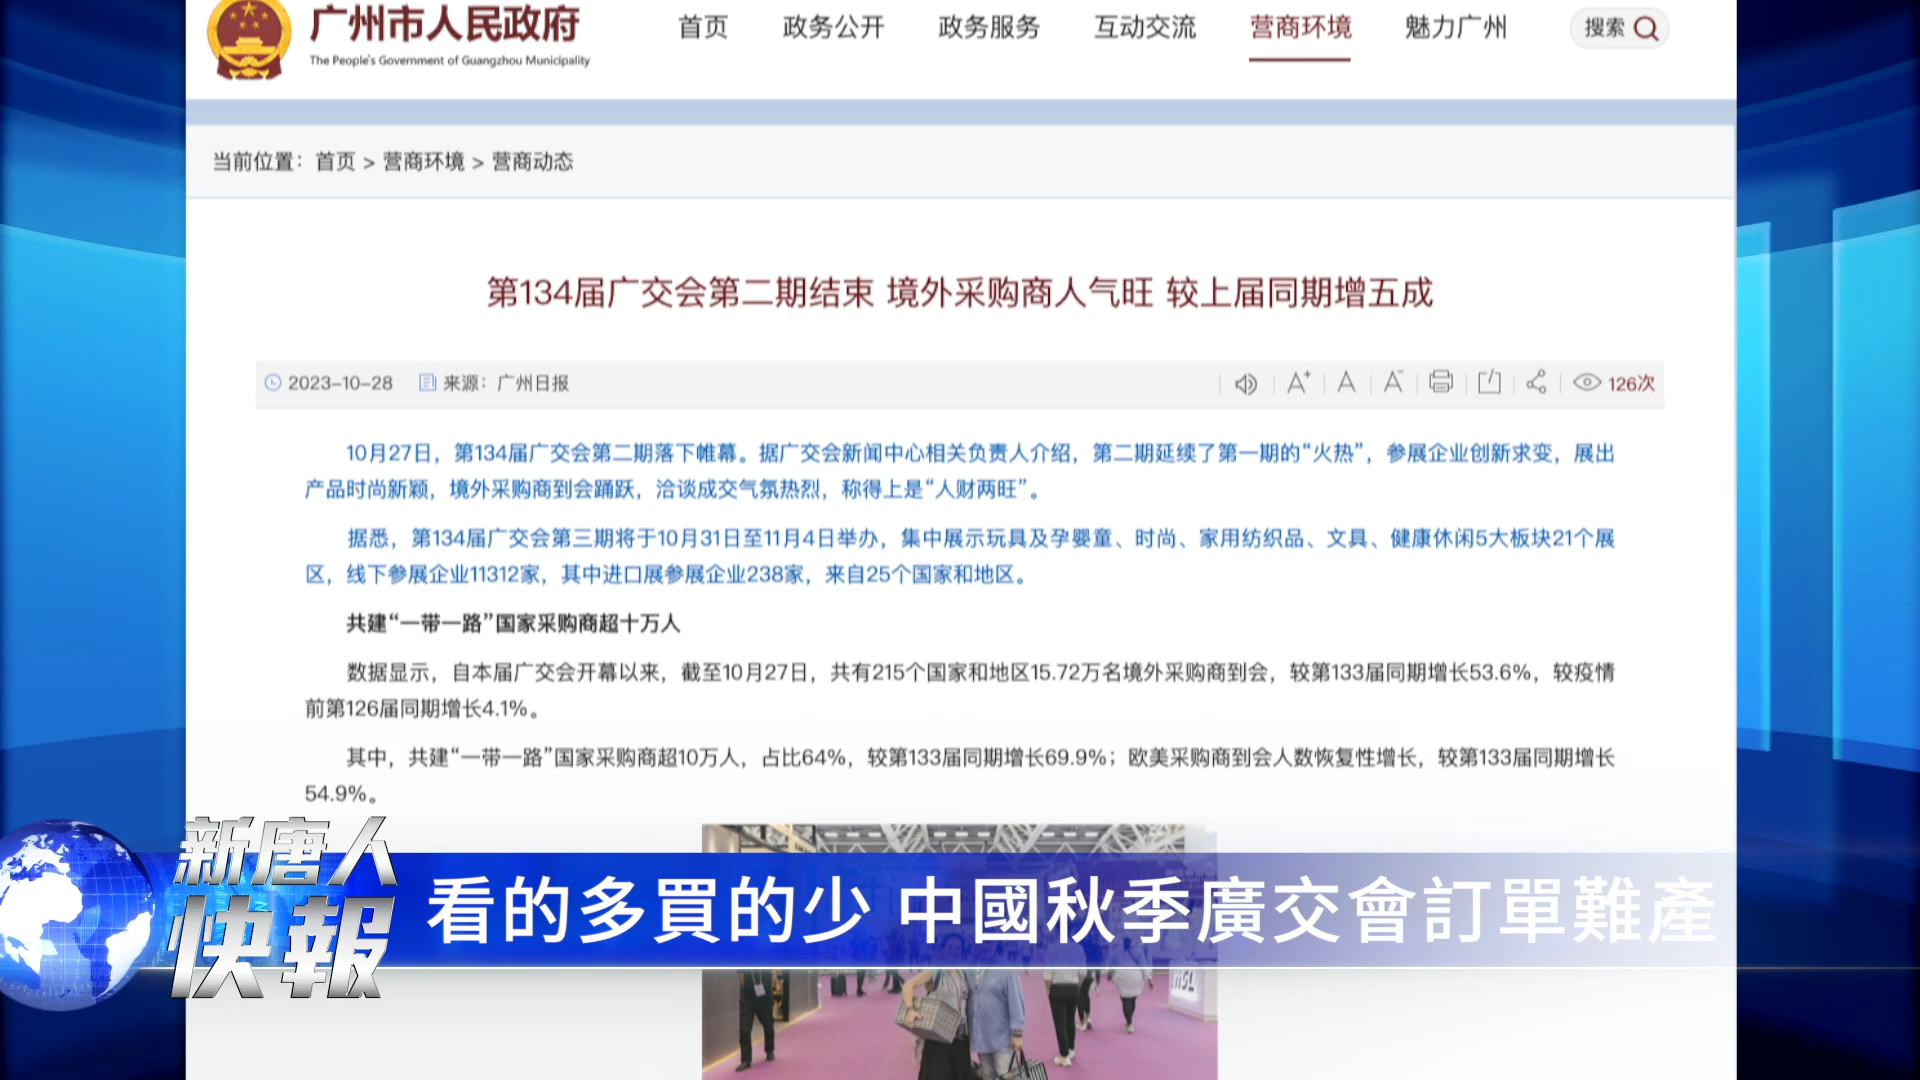 广州市人民政府
The People's Government of Guangzhou Municipality
首页 政务公开 政务服务 互动交流 营商环境 魅力广州 搜索
当前位置：首页 > 营商环境 > 营商动态
第134届广交会第二期结束 境外采购商人气旺 较上届同期增五成
2023-10-28 来源：广州日报 A+ A A- 126次
10月27日，第134届广交会第二期落下帷幕。据广交会新闻中心相关负责人介绍，第二期延续了第一期的“火热”，参展企业创新求变，展出
产品时尚新颖，境外采购商到会踊跃，洽谈成交气氛热烈，称得上是“人财两旺”。
据悉，第134届广交会第三期将于10月31日至11月4日举办，集中展示玩具及孕婴童、时尚、家用纺织品、文具、健康休闲5大板块21个展
区，线下参展企业11312家，其中进口展参展企业238家，来自25个国家和地区。
共建“一带一路”国家采购商超十万人
数据显示，自本届广交会开幕以来，截至10月27日，共有215个国家和地区15.72万名境外采购商到会，较第133届同期增长53.6%，较疫情
前第126届同期增长4.1%。
其中，共建“一带一路”国家采购商超10万人，占比64%，较第133届同期增长69.9%；欧美采购商到会人数恢复性增长，较第133届同期增长
54.9%。
新唐人
快報
看的多買的少 中國秋季廣交會訂單難產